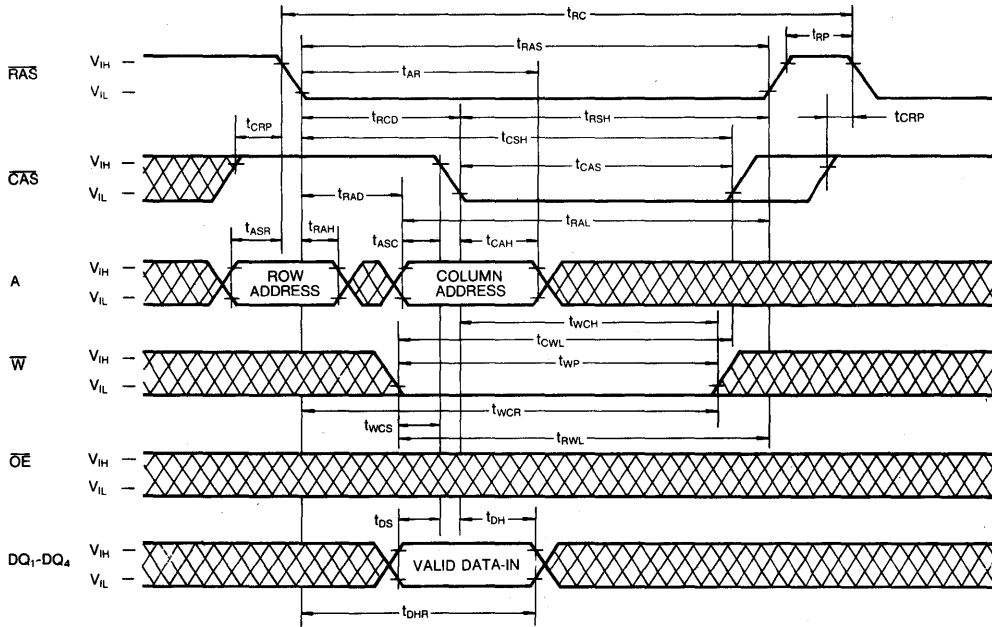 tRC
tRAS
tRP
tAR
RAS
VIH
VIL
tCRP
tRCD
tRSH
tCSH
tCRP
CAS
VIH
VIL
tCAS
tRAD
tRAL
tASR
tRAH
tASC
tCAH
A
VIH
VIL
ROW
ADDRESS
COLUMN
ADDRESS
tWCH
tCWL
W
VIH
VIL
tWP
tWCR
tWCS
tRWL
OE
VIH
VIL
tDS
tDH
DQ1-DQ4
VIH
VIL
VALID DATA-IN
tDHR